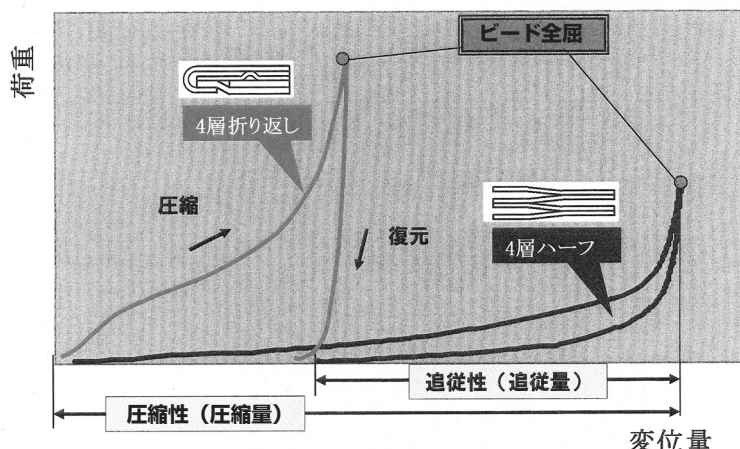 荷重
ビード全屈
4層折り返し
圧縮
復元
4層ハーフ
追従性（追従量）
圧縮性（圧縮量）
変位量